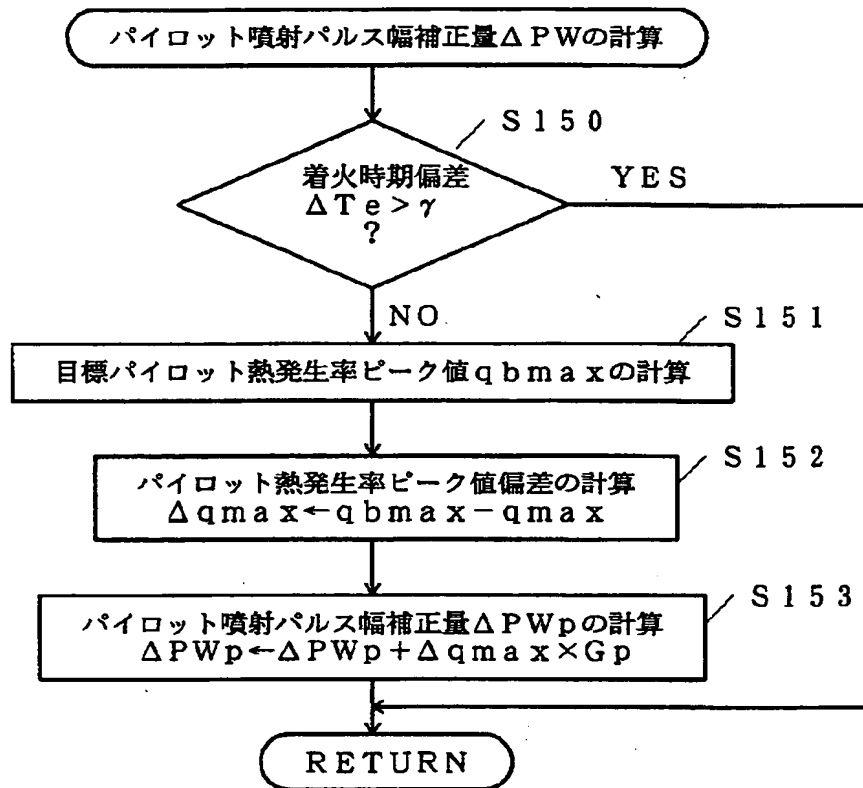 パイロット噴射パルス幅補正量ΔPWの計算
S150
着火時期偏差
ΔTe>γ
?
YES
NO
S151
目標パイロット熱発生率ピーク値qbmaxの計算
S152
パイロット熱発生率ピーク値偏差の計算
Δqmax←qbmax−qmax
S153
パイロット噴射パルス幅補正量ΔPWpの計算
ΔPWp←ΔPWp+Δqmax×Gp
RETURN